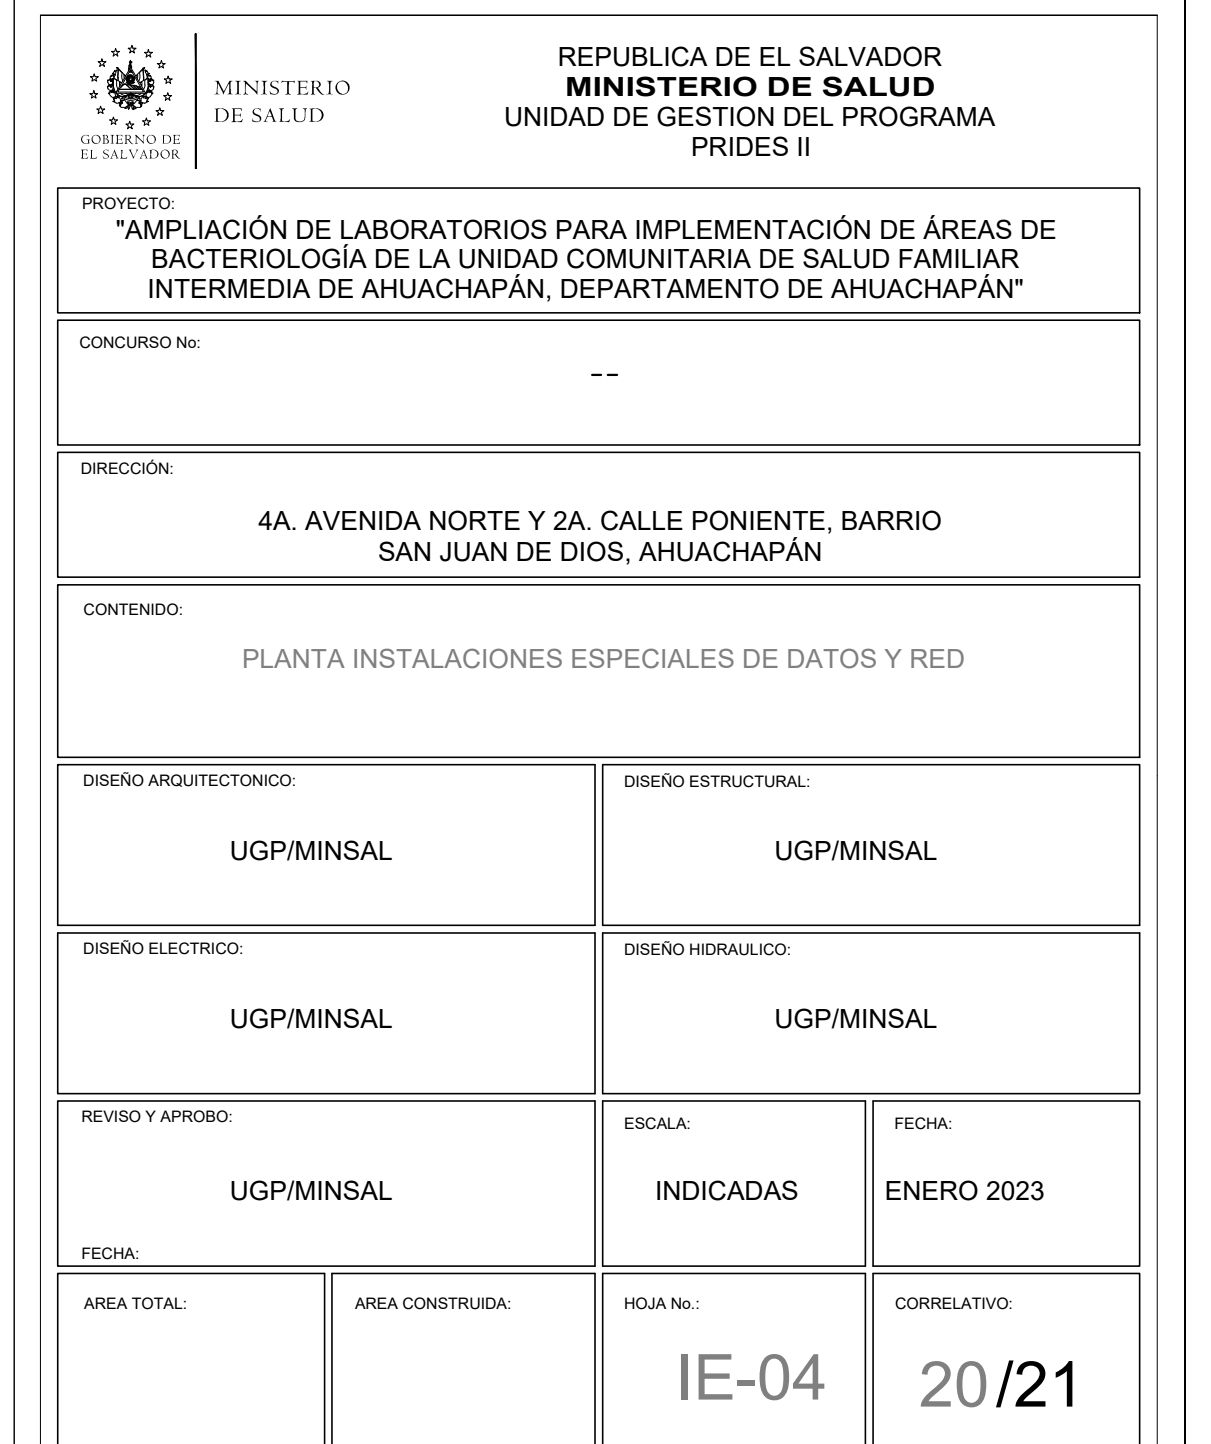 GOBIERNO DE
EL SALVADOR
MINISTERIO
DE SALUD
REPUBLICA DE EL SALVADOR
MINISTERIO DE SALUD
UNIDAD DE GESTION DEL PROGRAMA
PRIDES II
PROYECTO:
"AMPLIACIÓN DE LABORATORIOS PARA IMPLEMENTACIÓN DE ÁREAS DE
BACTERIOLOGÍA DE LA UNIDAD COMUNITARIA DE SALUD FAMILIAR
INTERMEDIA DE AHUACHAPÁN, DEPARTAMENTO DE AHUACHAPÁN"
CONCURSO No:
--
DIRECCIÓN:
4A. AVENIDA NORTE Y 2A. CALLE PONIENTE, BARRIO
SAN JUAN DE DIOS, AHUACHAPÁN
CONTENIDO:
PLANTA INSTALACIONES ESPECIALES DE DATOS Y RED
DISEÑO ARQUITECTONICO:
UGP/MINSAL
DISEÑO ESTRUCTURAL:
UGP/MINSAL
DISEÑO ELECTRICO:
UGP/MINSAL
DISEÑO HIDRAULICO:
UGP/MINSAL
REVISO Y APROBO:
UGP/MINSAL
FECHA:
ESCALA:
INDICADAS
FECHA:
ENERO 2023
AREA TOTAL:
AREA CONSTRUIDA:
HOJA No.:
IE-04
CORRELATIVO:
20/21